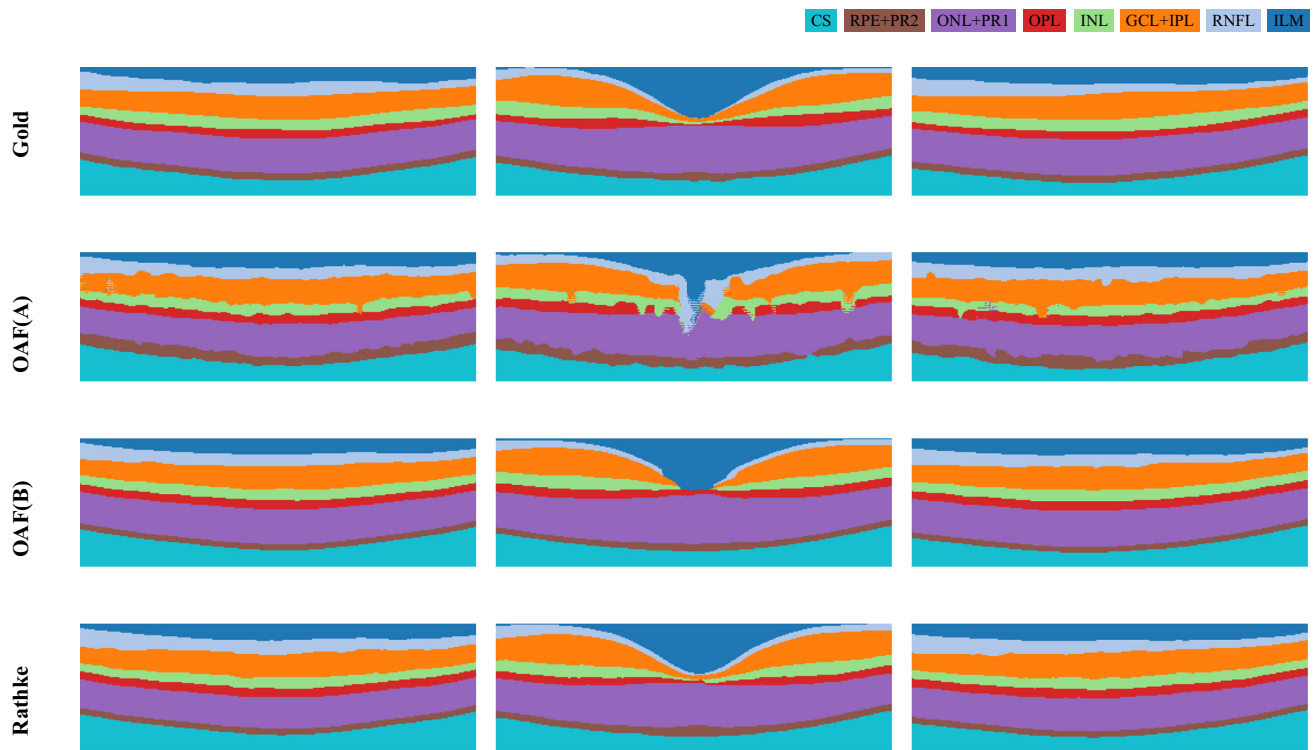 CS RPE+PR2 ONL+PR1 OPL INL GCL+IPL RNFL ILM
Gold
OAF(A)
OAF(B)
Rathke